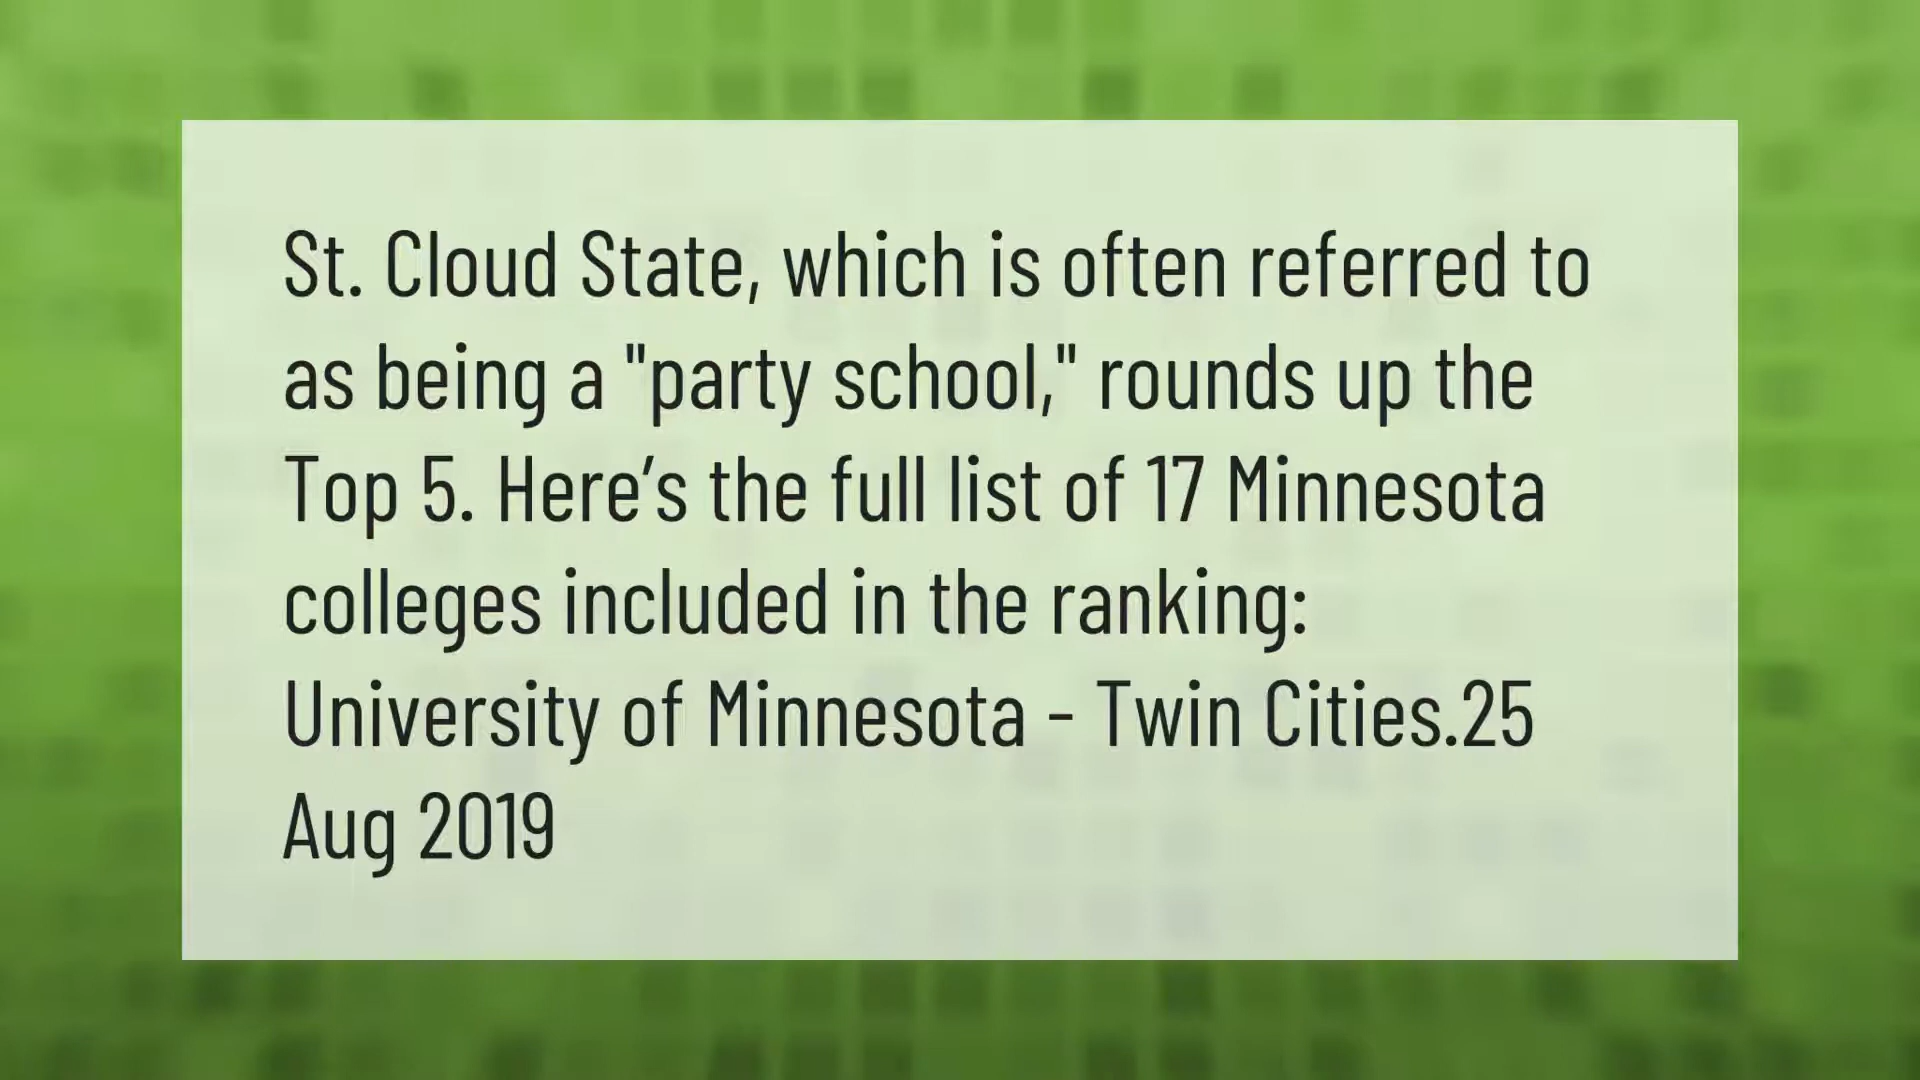 St. Cloud State, which is often referred to
as being a "party school," rounds up the
Top 5. Here’s the full list of 17 Minnesota
colleges included in the ranking:
University of Minnesota - Twin Cities.25
Aug 2019